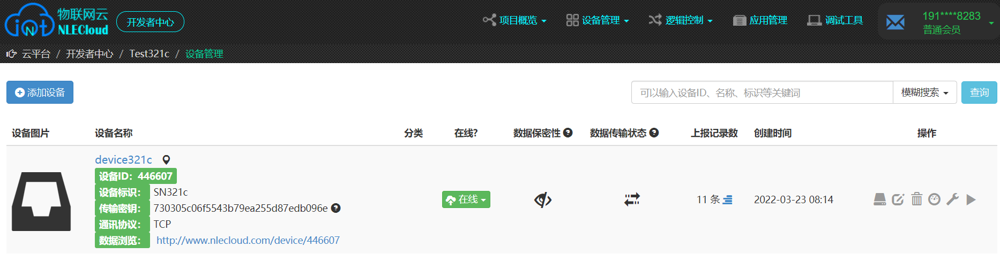 物联网云
NLECloud
开发者中心
项目概览
设备管理
逻辑控制
应用管理
调试工具
191****8283
普通会员
云平台 / 开发者中心 / Test321c / 设备管理
添加设备
可以输入设备ID、名称、标识等关键词
模糊搜索
查询
设备图片 设备名称 分类 在线? 数据保密性 数据传输状态 上报记录数 创建时间 操作
device321c
设备ID：446607
设备标识： SN321c
传输密钥： 730305c06f5543b79ea255d87edb096e
通讯协议： TCP
数据浏览： http://www.nlecloud.com/device/446607
在线
11 条
2022-03-23 08:14